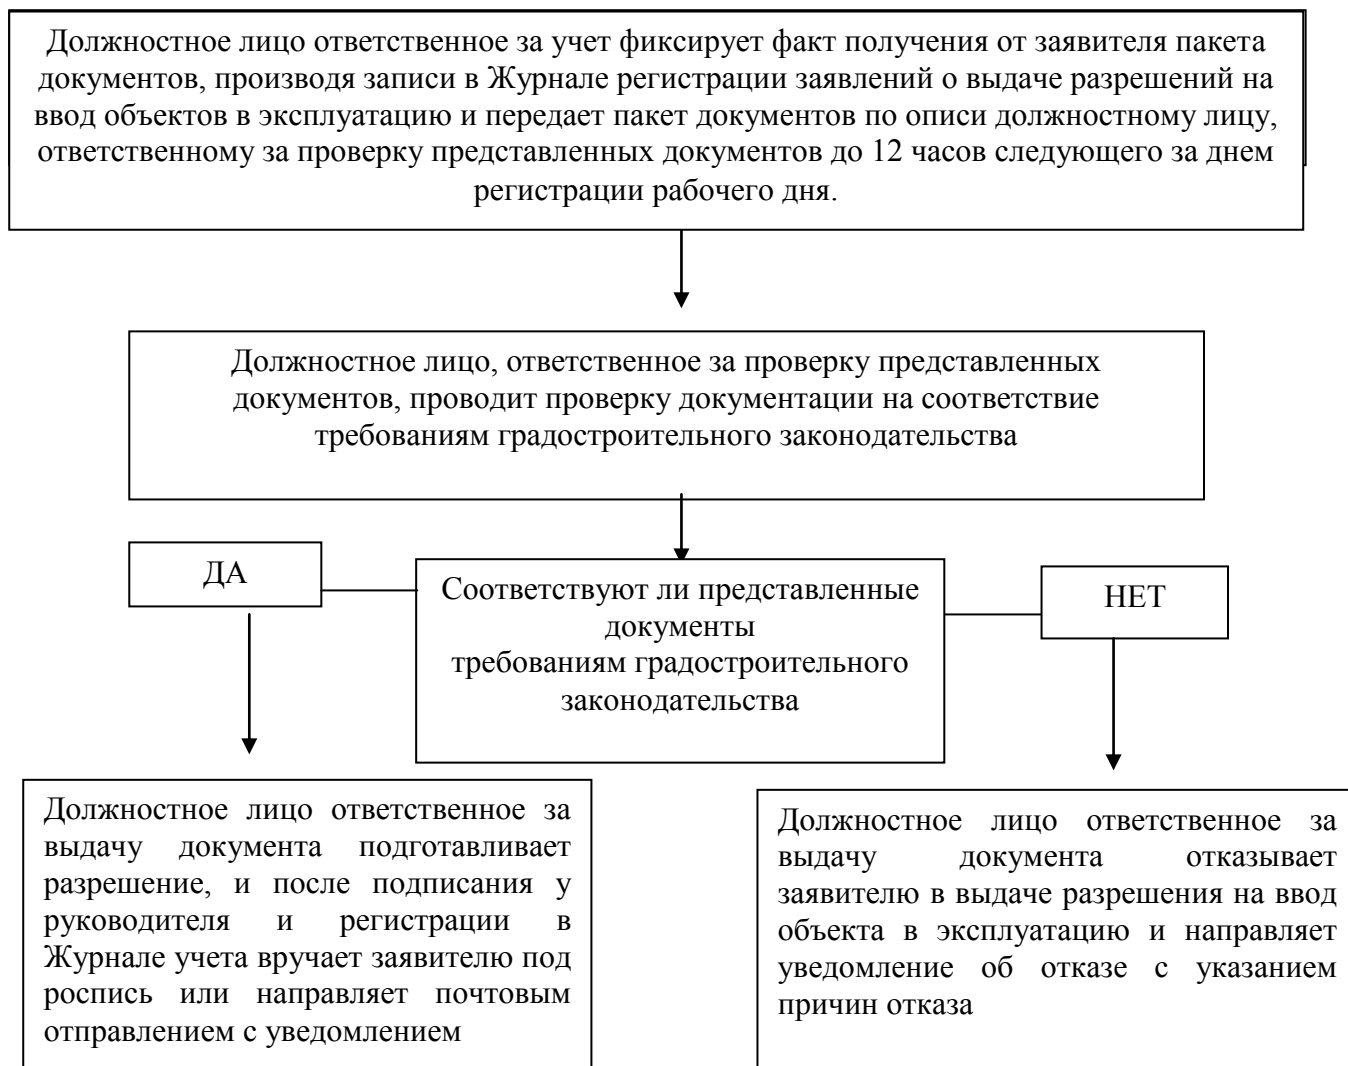 Должностное лицо ответственное за учет фиксирует факт получения от заявителя пакета
документов, производя записи в Журнале регистрации заявлений о выдаче разрешений на
ввод объектов в эксплуатацию и передает пакет документов по описи должностному лицу,
ответственному за проверку представленных документов до 12 часов следующего за днем
регистрации рабочего дня.
Должностное лицо, ответственное за проверку представленных
документов, проводит проверку документации на соответствие
требованиям градостроительного законодательства
ДА
Соответствуют ли представленные
документы
требованиям градостроительного
законодательства
НЕТ
Должностное лицо ответственное за
выдачу документа подготавливает
разрешение, и после подписания у
руководителя и регистрации в
Журнале учета вручает заявителю под
роспись или направляет почтовым
отправлением с уведомлением
Должностное лицо ответственное за
выдачу документа отказывает
заявителю в выдаче разрешения на ввод
объекта в эксплуатацию и направляет
уведомление об отказе с указанием
причин отказа